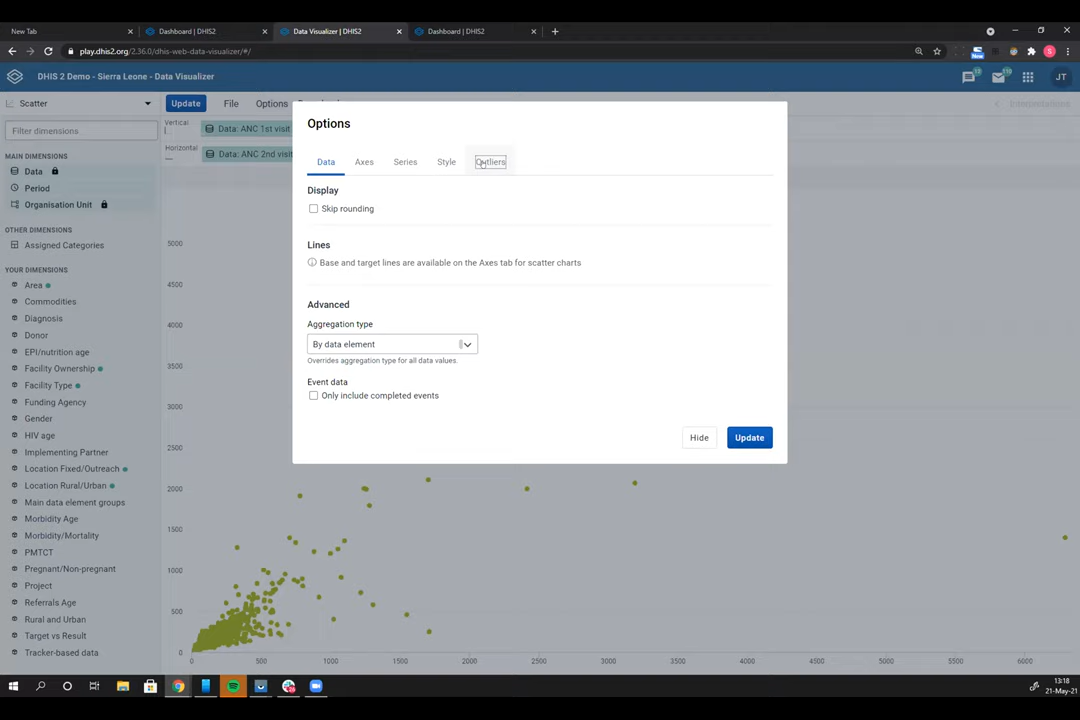 New Tab
Dashboard | DHIS2
Data Visualizer | DHIS2
Dashboard | DHIS2
play.dhis2.org/2.36.0/dhis-web-data-visualizer/#/
New
S
DHIS 2 Demo - Sierra Leone - Data Visualizer
JT
Scatter
Update
File
Options
Filter dimensions
Vertical
Data: ANC 1st visit
Horizontal
Data: ANC 2nd visit
MAIN DIMENSIONS
Data
Period
Organisation Unit
OTHER DIMENSIONS
Assigned Categories
YOUR DIMENSIONS
Area
Commodities
Diagnosis
Donor
EPI/nutrition age
Facility Ownership
Facility Type
Funding Agency
Gender
HIV age
Implementing Partner
Location Fixed/Outreach
Location Rural/Urban
Main data element groups
Morbidity Age
Morbidity/Mortality
PMTCT
Pregnant/Non-pregnant
Project
Referrals Age
Rural and Urban
Target vs Result
Tracker-based data
Options
Data
Axes
Series
Style
Outliers
Display
Skip rounding
Lines
Base and target lines are available on the Axes tab for scatter charts
Advanced
Aggregation type
By data element
Overrides aggregation type for all data values.
Event data
Only include completed events
Hide
Update
5000
4500
4000
3500
3000
2500
2000
1500
1000
500
0
0
500
1000
1500
2000
2500
3000
3500
4000
4500
5000
5500
6000
13:18
21-May-21